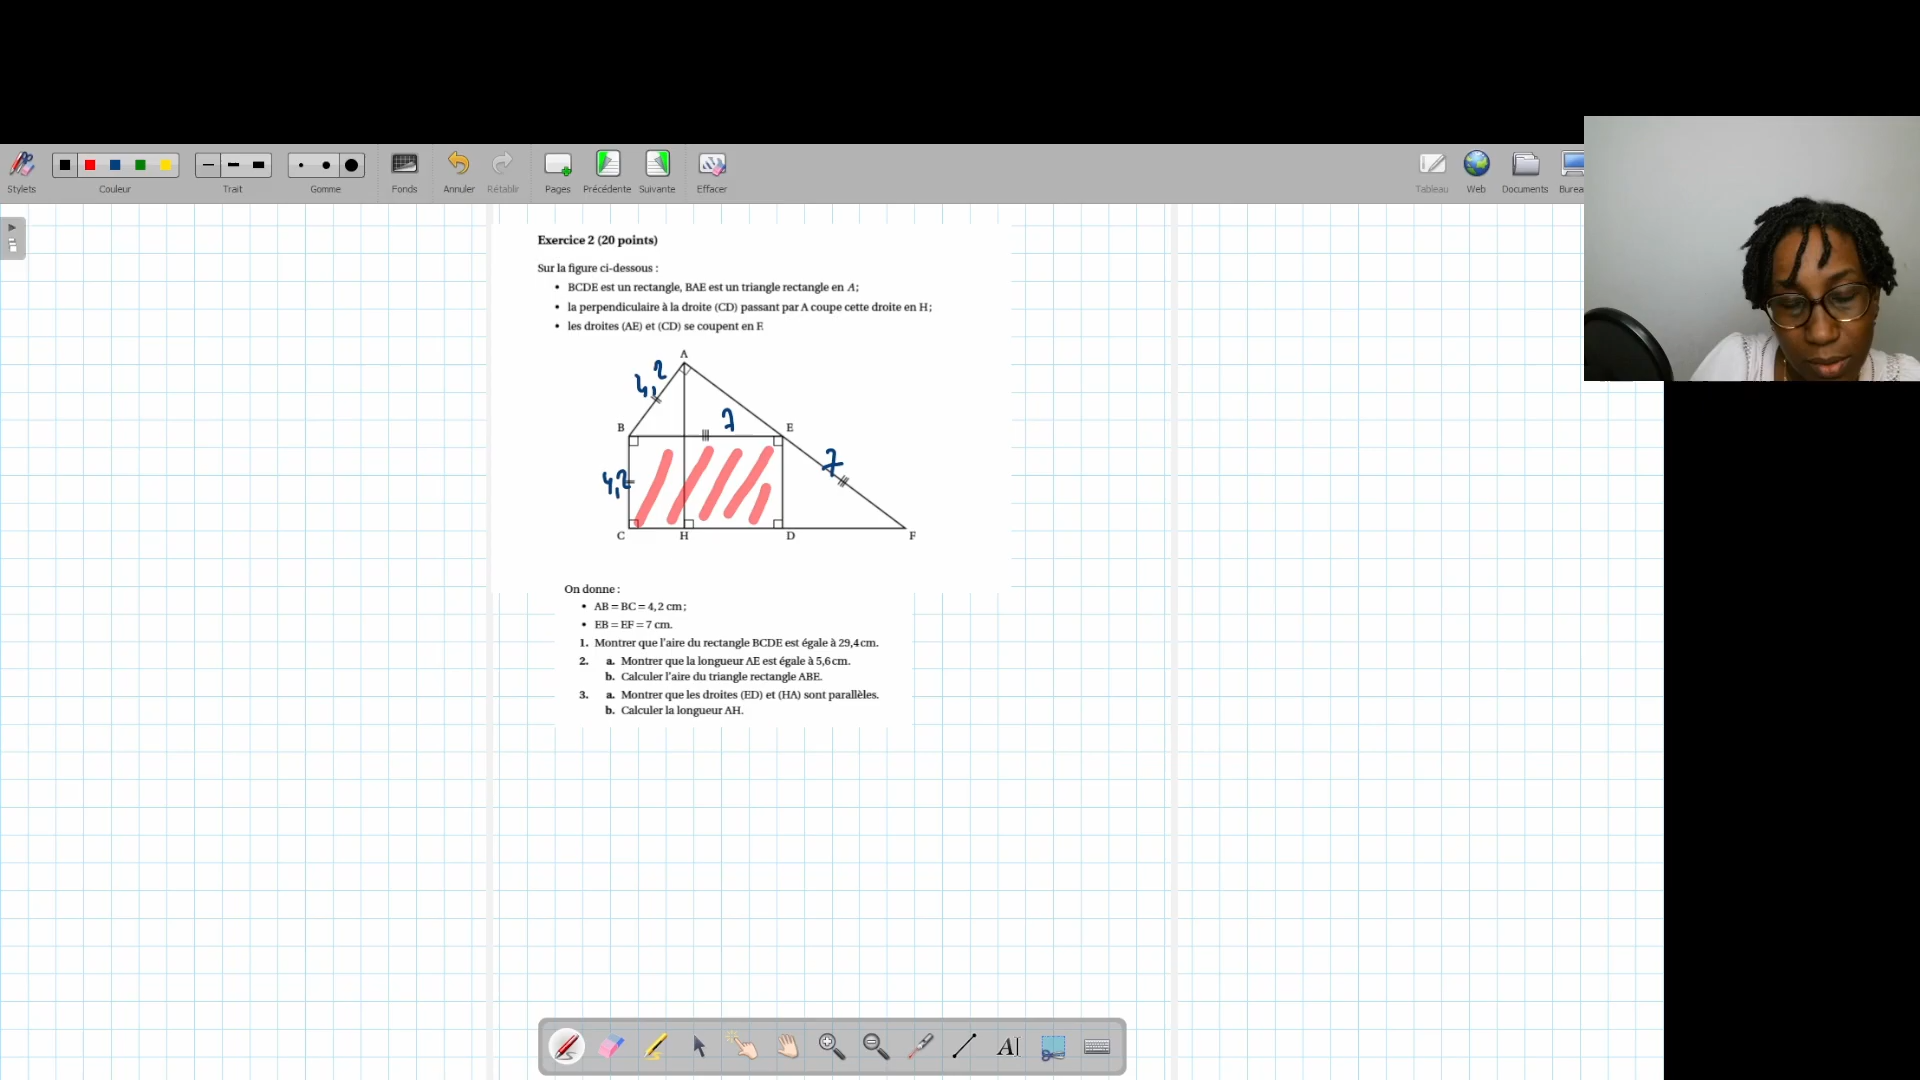 Stylets
Couleur
Trait
Gomme
Fonds
Annuler
Rétablir
Pages
Précédente
Suivante
Effacer
Tableau
Web
Documents
Burea
Exercice 2 (20 points)
Sur la figure ci-dessous :
• BCDE est un rectangle, BAE est un triangle rectangle en A;
• la perpendiculaire à la droite (CD) passant par A coupe cette droite en H;
• les droites (AE) et (CD) se coupent en F.
A
4,2
7
B
E
7
4,2
C
H
D
F
On donne :
• AB = BC = 4,2 cm;
• EB = EF = 7 cm.
1. Montrer que l'aire du rectangle BCDE est égale à 29,4cm.
2. a. Montrer que la longueur AE est égale à 5,6cm.
b. Calculer l'aire du triangle rectangle ABE.
3. a. Montrer que les droites (ED) et (HA) sont parallèles.
b. Calculer la longueur AH.